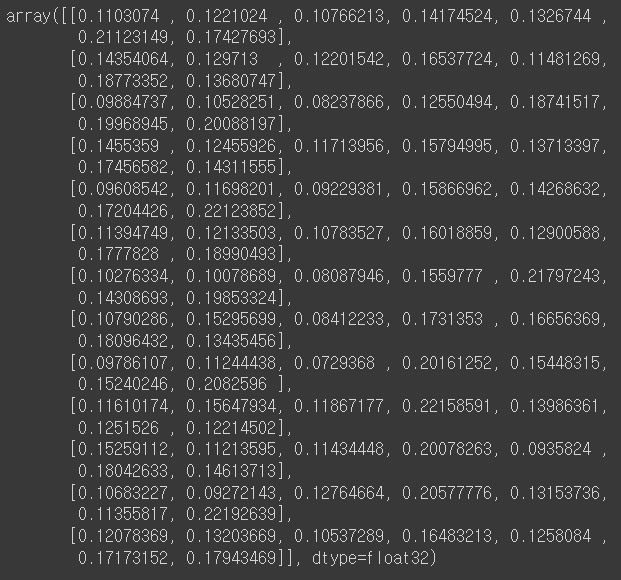 array([[0.1103074 , 0.1221024 , 0.10766213, 0.14174524, 0.1326744 ,
        0.21123149, 0.17427693],
       [0.14354064, 0.129713  , 0.12201542, 0.16537724, 0.11481269,
        0.18773352, 0.13680747],
       [0.09884737, 0.10528251, 0.08237866, 0.12550494, 0.18741517,
        0.19968945, 0.20088197],
       [0.1455359 , 0.12455926, 0.11713956, 0.15794995, 0.13713397,
        0.17456582, 0.14311555],
       [0.09608542, 0.11698201, 0.09229381, 0.15866962, 0.14268632,
        0.17204426, 0.22123852],
       [0.11394749, 0.12133503, 0.10783527, 0.16018859, 0.12900588,
        0.1777828 , 0.18990493],
       [0.10276334, 0.10078689, 0.08087946, 0.1559777 , 0.21797243,
        0.14308693, 0.19853324],
       [0.10790286, 0.15295699, 0.08412233, 0.1731353 , 0.16656369,
        0.18096432, 0.13435456],
       [0.09786107, 0.11244438, 0.0729368 , 0.20161252, 0.15448315,
        0.15240246, 0.2082596 ],
       [0.11610174, 0.15647934, 0.11867177, 0.22158591, 0.13986361,
        0.1251526 , 0.12214502],
       [0.15259112, 0.11213595, 0.11434448, 0.20078263, 0.0935824 ,
        0.18042633, 0.14613713],
       [0.10683227, 0.09272143, 0.12764664, 0.20577776, 0.13153736,
        0.11355817, 0.22192639],
       [0.12078369, 0.13203669, 0.10537289, 0.16483213, 0.1258084 ,
        0.17173152, 0.17943469]], dtype=float32)